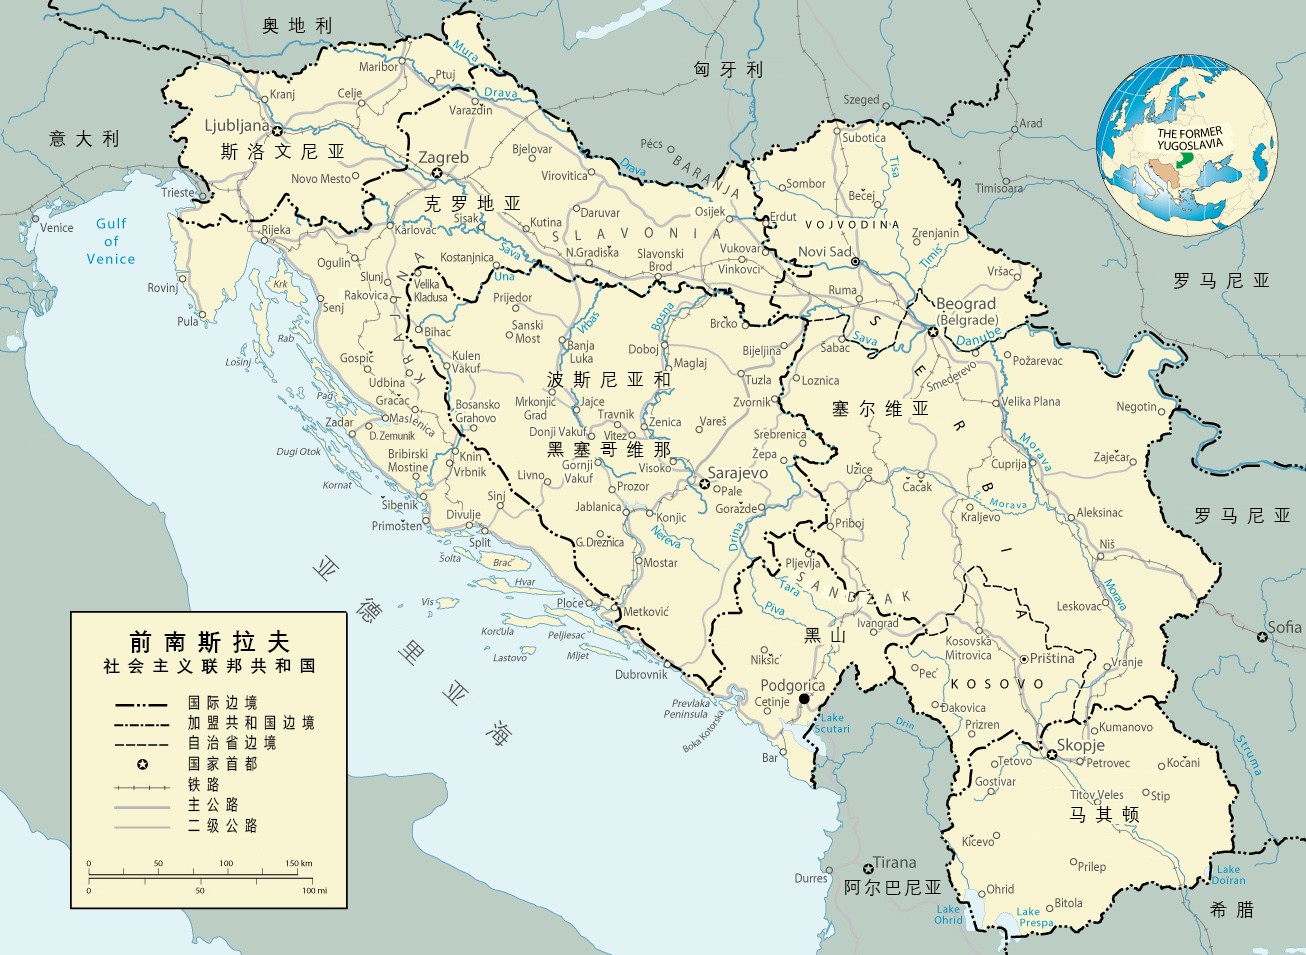 奥地利
匈牙利
意大利
罗马尼亚
罗马尼亚
希腊
阿尔巴尼亚
斯洛文尼亚
克罗地亚
波斯尼亚和
黑塞哥维那
塞尔维亚
黑山
马其顿
亚德里亚海
THE FORMER
YUGOSLAVIA
Mura
Maribor
Ptuj
Drava
Kranj
Celje
Varaždin
Ljubljana
Szeged
Arad
Zagreb
Bjelovar
Pécs
BARANJA
Subotica
Tisa
Novo Mesto
Virovitica
Drava
Sombor
Bečej
Timisoara
Trieste
Venice
Gulf
of
Venice
Rijeka
Karlovac
Sisak
Kutina
Daruvar
Osijek
Erdut
VOJVODINA
Zrenjanin
SLAVONIA
Sava
Ogulin
Slunj
Kostanjnica
N.Gradiška
Slavonski
Brod
Vukovar
Vinkovci
Novi Sad
Timiş
Vršac
Rovinj
Krk
Rakovica
Velika
Kladusa
Una
Prijedor
Vrbas
Bosna
Ruma
Beograd
(Belgrade)
Pula
Senj
KRAJINA
Bihać
Sanski
Most
Banja
Luka
Doboj
Brčko
Bijeljina
Šabac
Sava
Danube
Rab
Lošinj
Gospić
Udbina
Kulen
Vakuf
Maglaj
Tuzla
Loznica
Smederevo
Požarevac
Pag
Gračac
Maslenica
Bosansko
Grahovo
Mrkonjić
Grad
Jajce
Travnik
Zenica
Vareš
Zvornik
Velika Plana
Negotin
SERBIA
Zadar
D. Zemunik
Donji Vakuf
Vitez
Srebrenica
Žepa
Morava
Dugi Otok
Bribirski
Mostine
Knin
Vrbnik
Livno
Gornji
Vakuf
Visoko
Sarajevo
Užice
Čačak
Cuprija
Zaječar
Kornat
Prozor
Pale
Goražde
Z. Morava
Šibenik
Primošten
Divulje
Sinj
Split
Jablanica
Konjic
Nereva
Drina
Priboj
Kraljevo
Aleksinac
Niš
G.Dreznica
Šolta
Brac
Hvar
Mostar
Pljevlja
Tara
SANDZAK
Piva
Vis
Ploče
Metković
Ivangrad
Leskovac
Morava
Korčula
Peljesac
Lastovo
Mljet
Dubrovnik
Nikšić
Kosovska
Mitrovica
Priština
Vranje
Sofia
Podgorica
Cetinje
Peć
KOSOVO
Prevlaka
Peninsula
Boka Kotorska
Lake
Scutari
Drin
Dakovica
Prizren
Kumanovo
Struma
Bar
Skopje
Tetovo
Petrovec
Kočani
Gostivar
Titov Veles
Stip
Kičevo
Prilep
Tirana
Durres
Ohrid
Bitola
Lake
Ohrid
Lake
Prespa
Lake
Doïran
前南斯拉夫
社会主义联邦共和国
国际边境
加盟共和国边境
自治省边境
国家首都
铁路
主公路
二级公路
0 50 100 150 km
0 50 100 mi